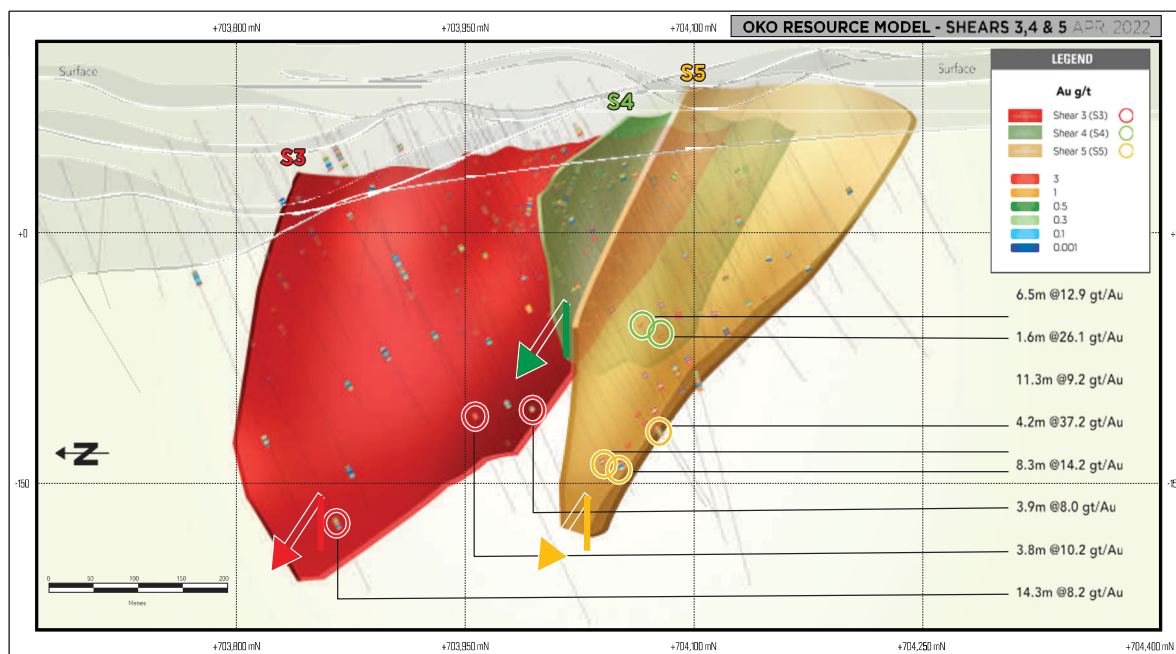 +703,800 mN
+703,950 mN
+704,100 mN
OKO RESOURCE MODEL - SHEARS 3,4 & 5 APR. 2022
Surface
S3
S4
S5
Surface
LEGEND
Au g/t
Shear 3 (S3)
Shear 4 (S4)
Shear 5 (S5)
3
1
0.5
0.3
0.1
0.001
+0
6.5m @12.9 gt/Au
1.6m @26.1 gt/Au
11.3m @9.2 gt/Au
4.2m @37.2 gt/Au
8.3m @14.2 gt/Au
3.9m @8.0 gt/Au
3.8m @10.2 gt/Au
14.3m @8.2 gt/Au
N
-150
0 50 100 150 200
Metres
+703,800 mN
+703,950 mN
+704,100 mN
+704,250 mN
+704,400 mN